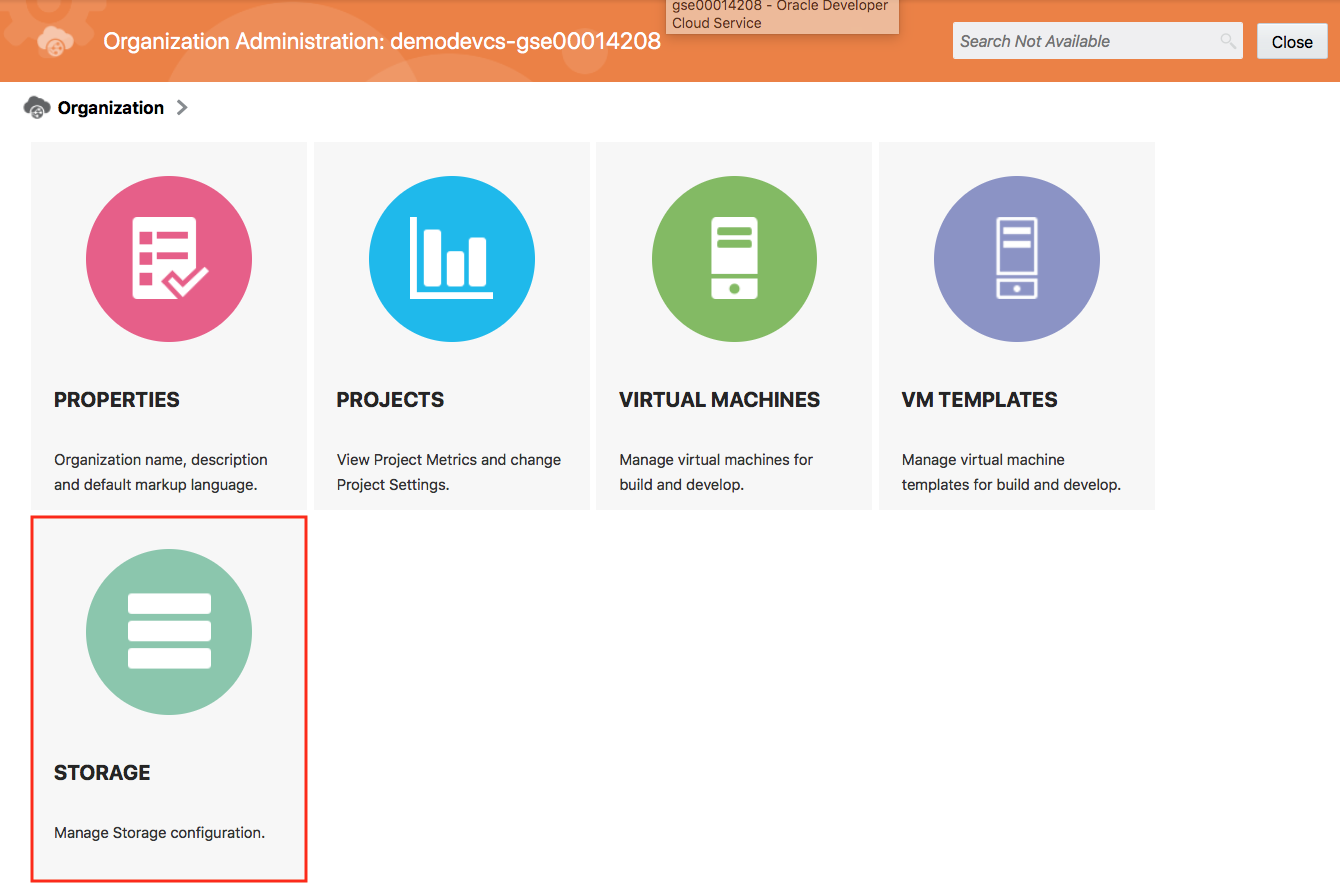 gse00014208 - Oracle Developer
Cloud Service
Organization Administration: demodevcs-gse00014208
Search Not Available
Close
Organization
PROPERTIES
Organization name, description
and default markup language.
PROJECTS
View Project Metrics and change
Project Settings.
VIRTUAL MACHINES
Manage virtual machines for
build and develop.
VM TEMPLATES
Manage virtual machine
templates for build and develop.
STORAGE
Manage Storage configuration.